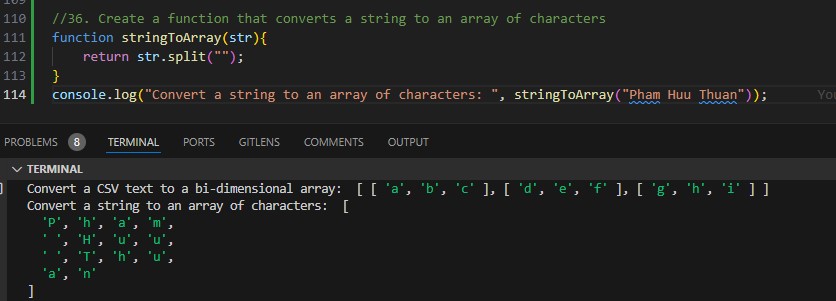 109
110 //36. Create a function that converts a string to an array of characters
111 function stringToArray(str){
112 return str.split("");
113 }
114 console.log("Convert a string to an array of characters: ", stringToArray("Pham Huu Thuan")); You
PROBLEMS 8 TERMINAL PORTS GITLENS COMMENTS OUTPUT
TERMINAL
Convert a CSV text to a bi-dimensional array: [ [ 'a', 'b', 'c' ], [ 'd', 'e', 'f' ], [ 'g', 'h', 'i' ] ]
Convert a string to an array of characters: [
'P', 'h', 'a', 'm',
' ', 'H', 'u', 'u',
' ', 'T', 'h', 'u',
'a', 'n'
]